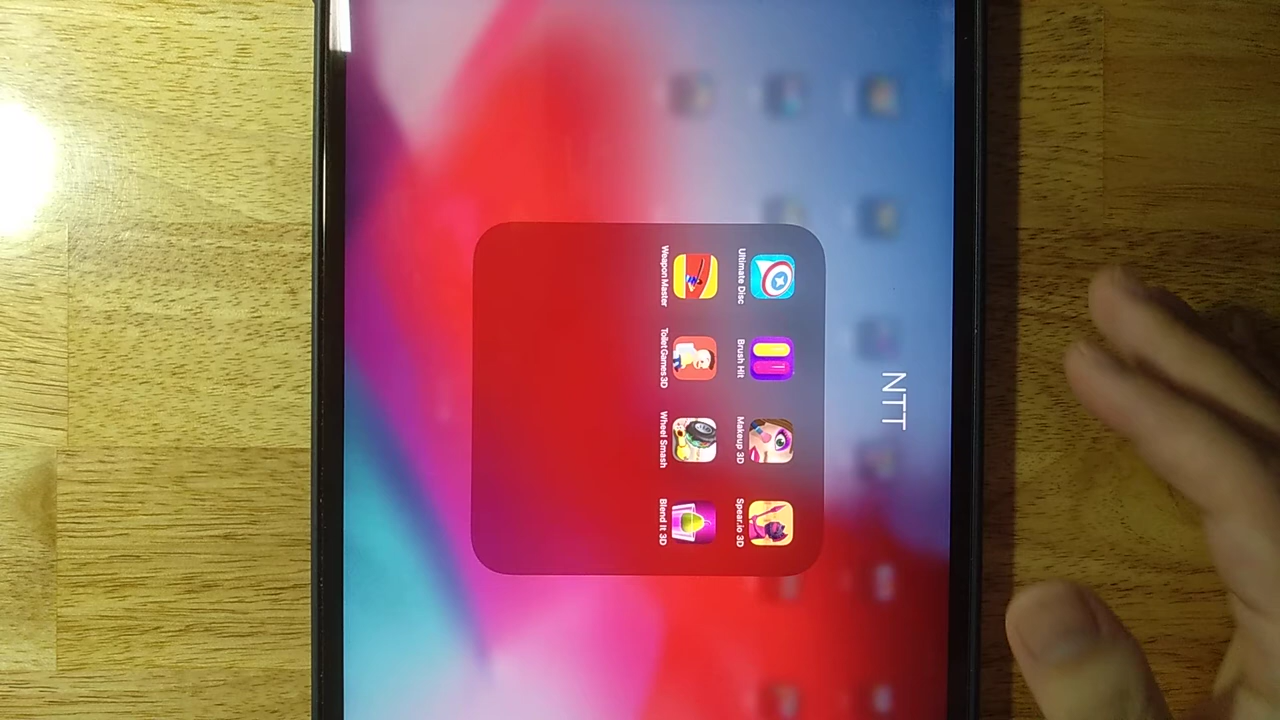 NTT
Ultimate Disc
Brush Hit
Makeup 3D
Spear.io 3D
Weapon Master
Toilet Games 3D
Wheel Smash
Blend It 3D